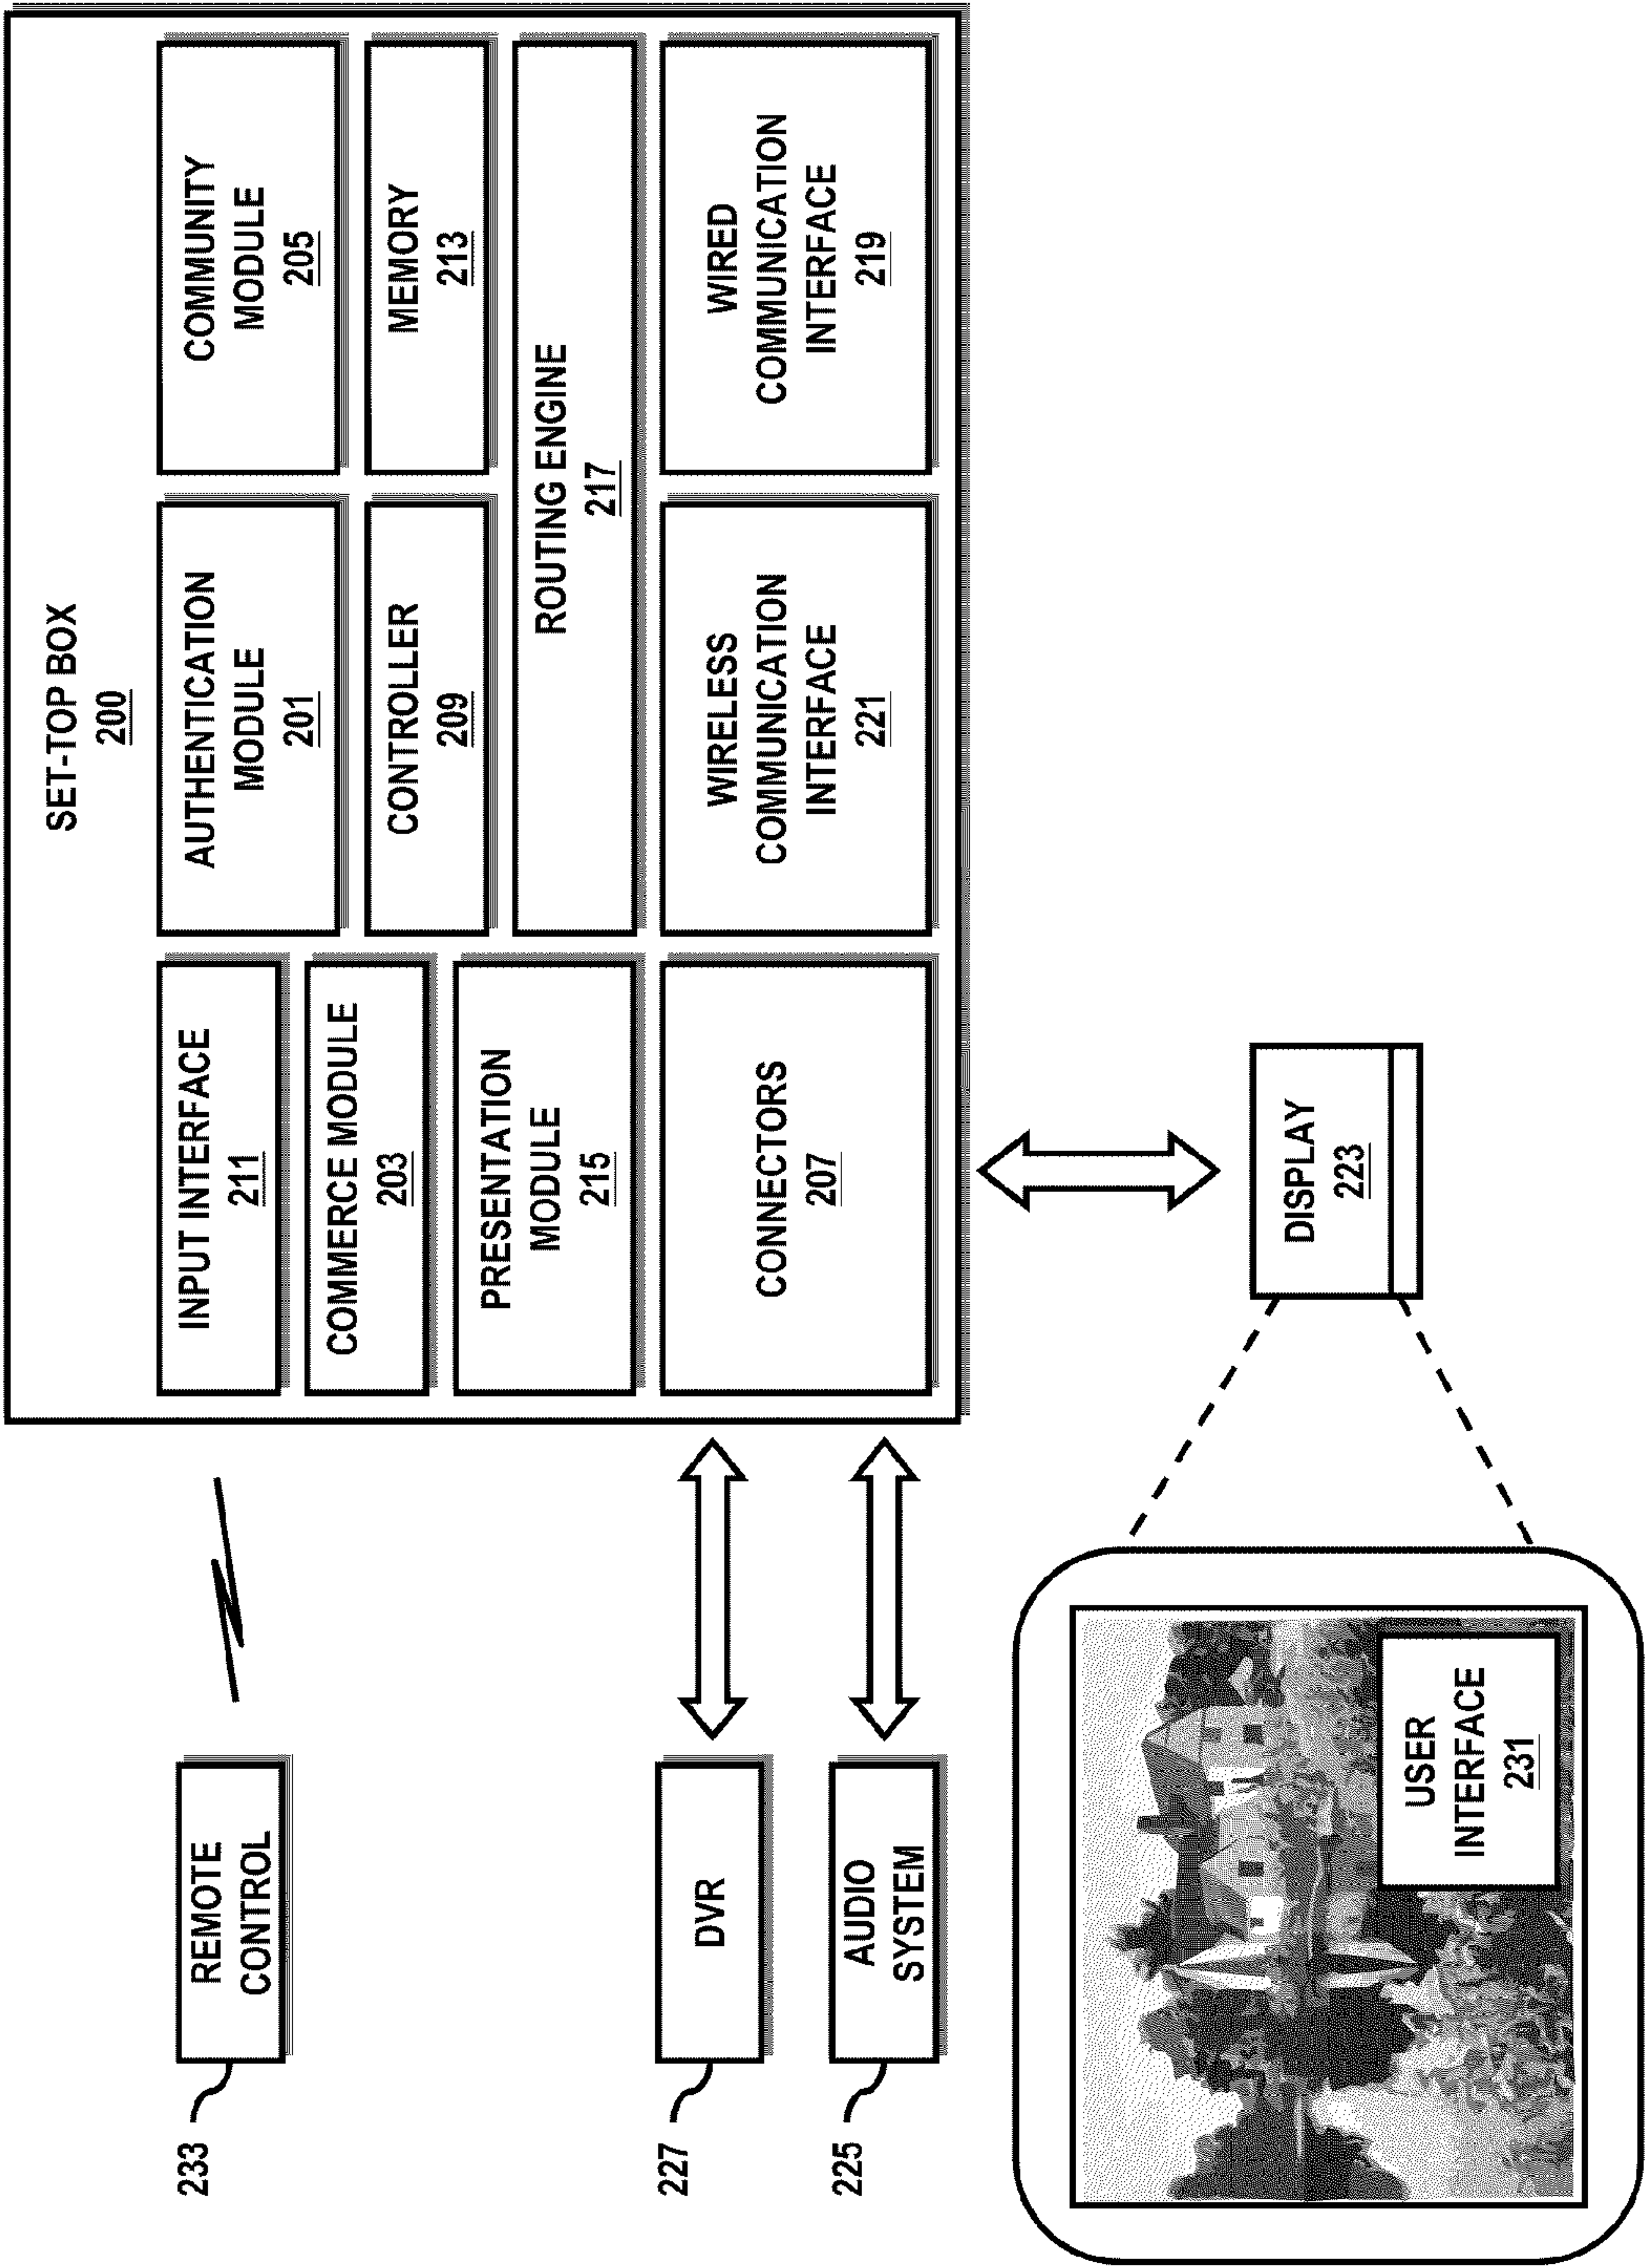 SET-TOP BOX
200
INPUT INTERFACE
211
AUTHENTICATION
MODULE
201
COMMUNITY
MODULE
205
COMMERCE MODULE
203
CONTROLLER
209
MEMORY
213
PRESENTATION
MODULE
215
ROUTING ENGINE
217
CONNECTORS
207
WIRELESS
COMMUNICATION
INTERFACE
221
WIRED
COMMUNICATION
INTERFACE
219
233
REMOTE
CONTROL
227
DVR
225
AUDIO
SYSTEM
DISPLAY
223
USER
INTERFACE
231